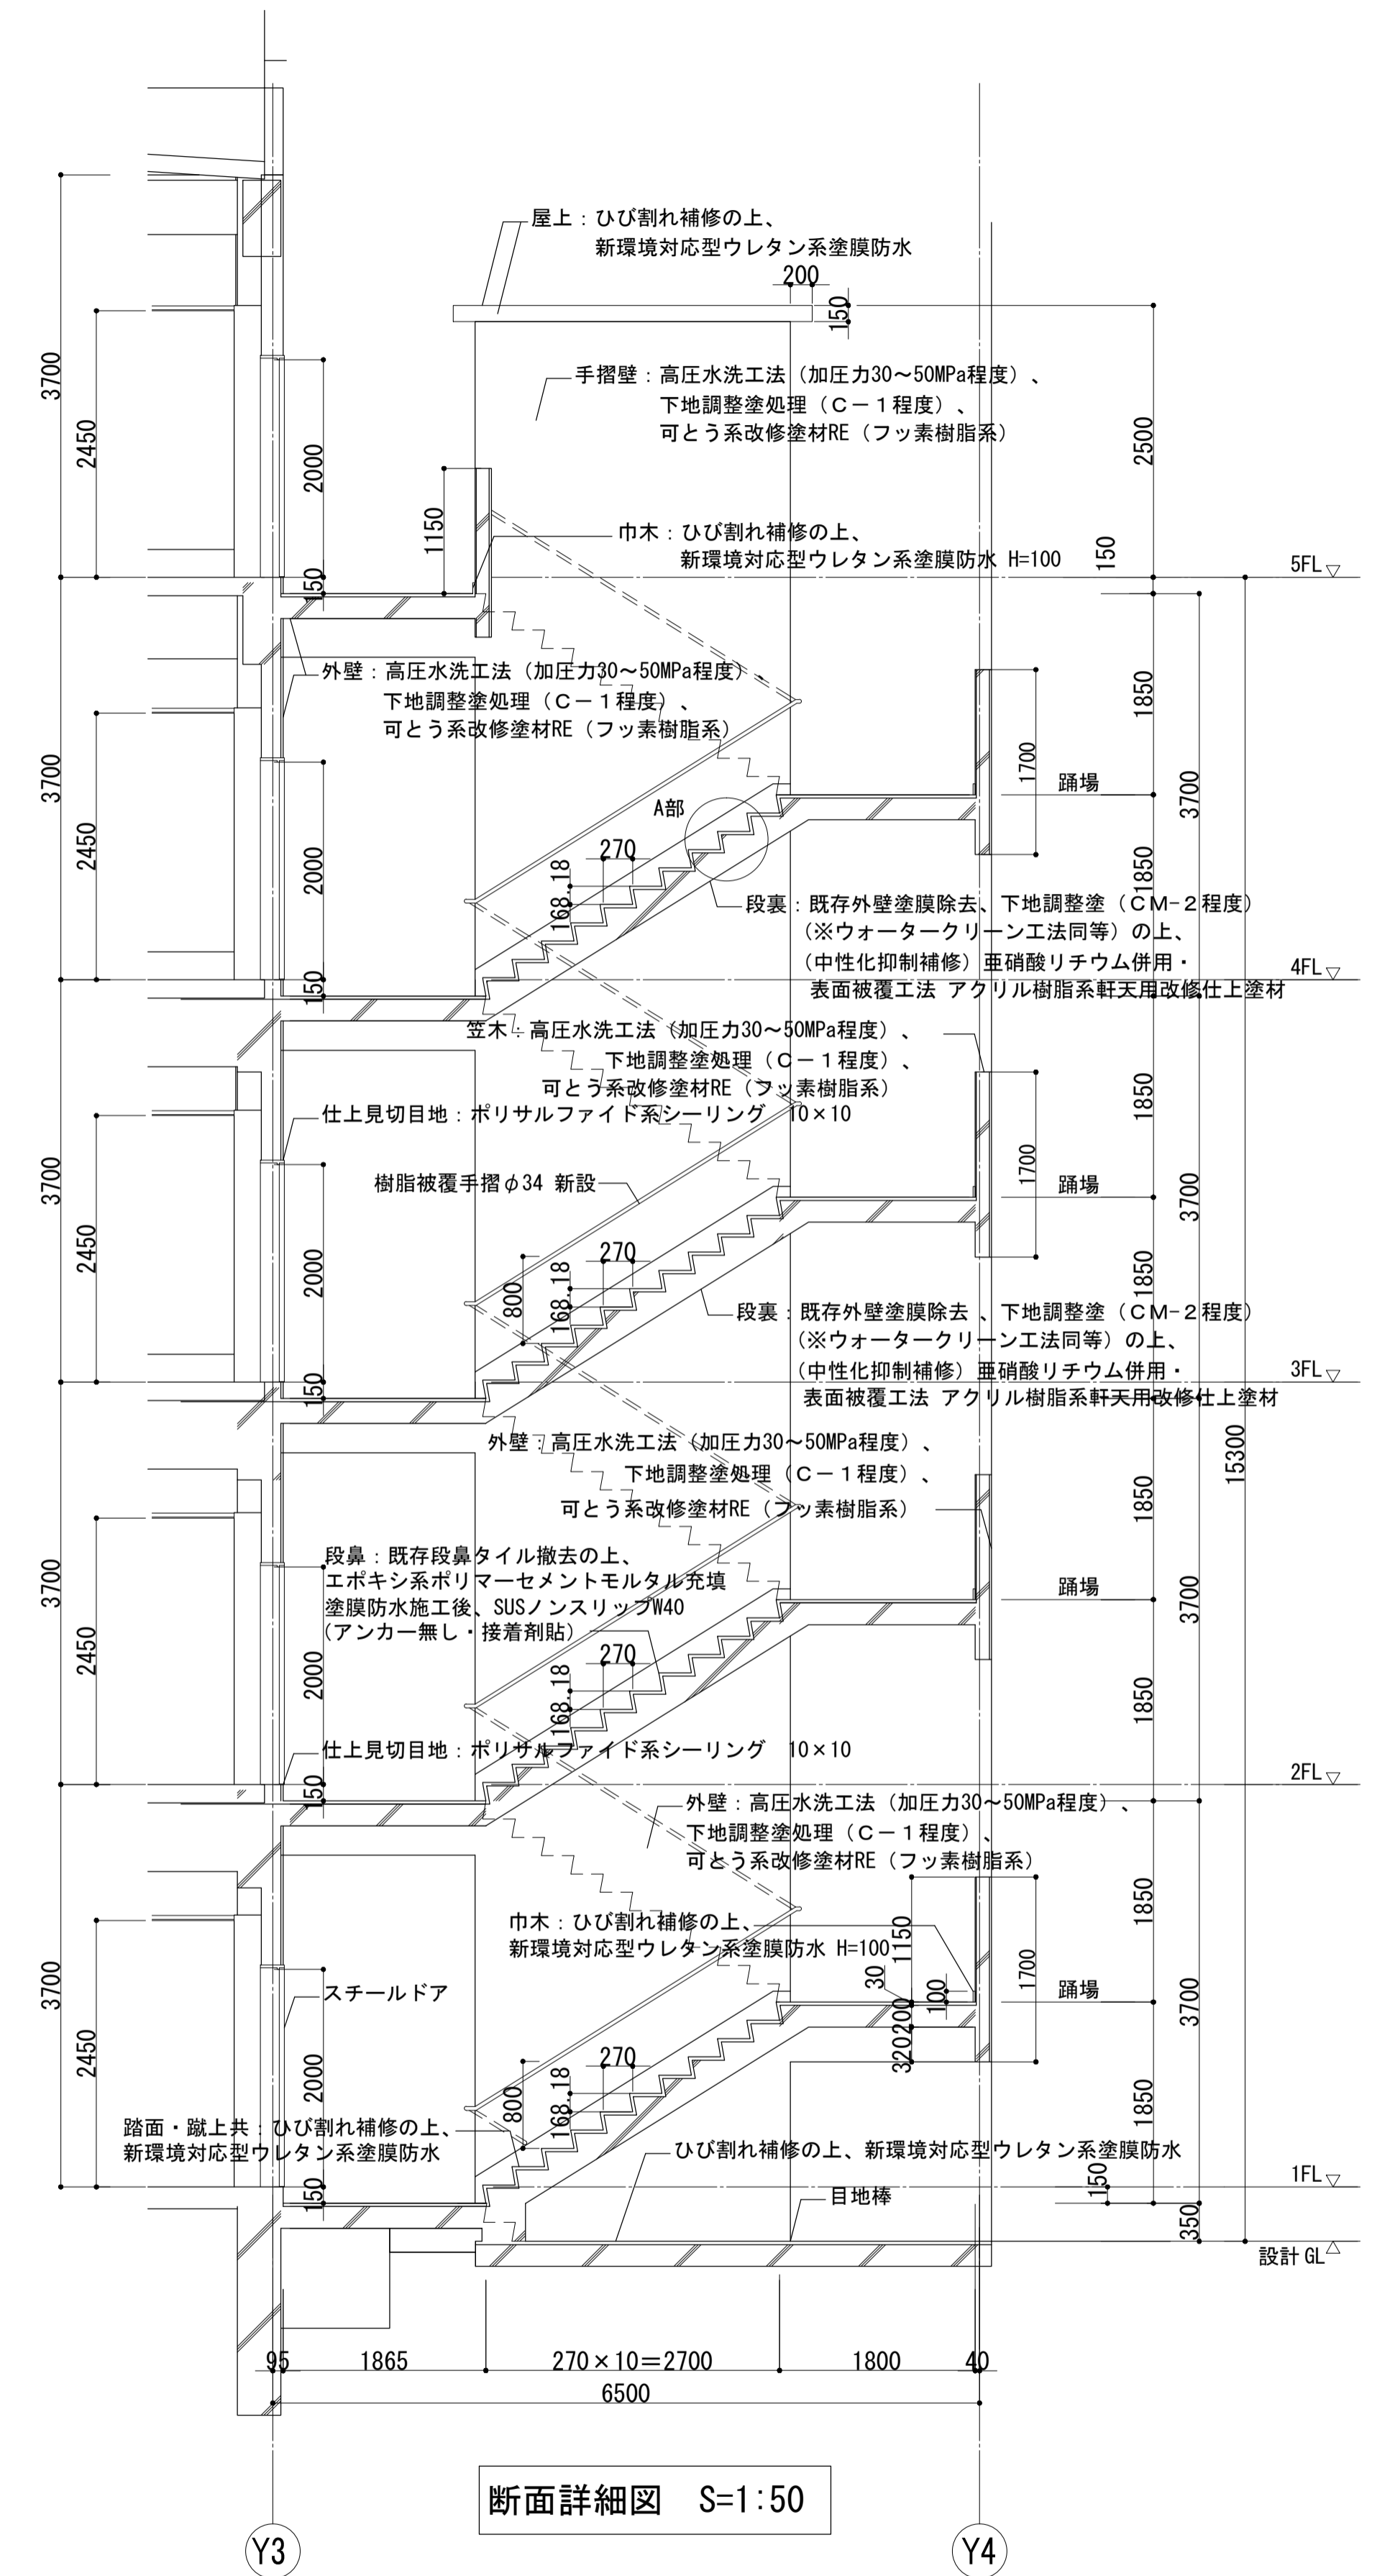 屋上：ひび割れ補修の上、
新環境対応型ウレタン系塗膜防水
200
150
手摺壁：高圧水洗工法（加圧力30～50MPa程度）、
下地調整塗処理（Ｃ－１程度）、
可とう系改修塗材RE（フッ素樹脂系）
3700
2450
2000
2500
1150
巾木：ひび割れ補修の上、
新環境対応型ウレタン系塗膜防水 H=100
150
5FL
150
外壁：高圧水洗工法（加圧力30～50MPa程度）、
下地調整塗処理（Ｃ－１程度）、
可とう系改修塗材RE（フッ素樹脂系）
1850
1700
踊場
3700
3700
2450
2000
A部
270
168.18
1850
段裏：既存外壁塗膜除去、下地調整塗（ＣＭ-２程度）
（※ウォータークリーン工法同等）の上、
（中性化抑制補修）亜硝酸リチウム併用・
表面被覆工法 アクリル樹脂系軒天用改修仕上塗材
4FL
150
笠木：高圧水洗工法（加圧力30～50MPa程度）、
下地調整塗処理（Ｃ－１程度）、
可とう系改修塗材RE（フッ素樹脂系）
仕上見切目地：ポリサルファイド系シーリング　10×10
1850
1700
樹脂被覆手摺φ34 新設
踊場
3700
3700
2450
2000
270
800
168.18
1850
段裏：既存外壁塗膜除去 、下地調整塗（ＣＭ-２程度）
（※ウォータークリーン工法同等）の上、
（中性化抑制補修）亜硝酸リチウム併用・
表面被覆工法 アクリル樹脂系軒天用改修仕上塗材
3FL
150
15300
外壁：高圧水洗工法（加圧力30～50MPa程度）、
下地調整塗処理（Ｃ－１程度）、
可とう系改修塗材RE（フッ素樹脂系）
1850
段鼻：既存段鼻タイル撤去の上、
エポキシ系ポリマーセメントモルタル充填
塗膜防水施工後、SUSノンスリップW40
（アンカー無し・接着剤貼）
踊場
3700
3700
2450
2000
270
168.18
1850
仕上見切目地：ポリサルファイド系シーリング　10×10
2FL
150
外壁：高圧水洗工法（加圧力30～50MPa程度）、
下地調整塗処理（Ｃ－１程度）、
可とう系改修塗材RE（フッ素樹脂系）
1850
巾木：ひび割れ補修の上、
新環境対応型ウレタン系塗膜防水 H=100
1150
30
100
200
320
1700
スチールドア
踊場
3700
3700
2450
2000
270
800
168.18
1850
踏面・蹴上共：ひび割れ補修の上、
新環境対応型ウレタン系塗膜防水
ひび割れ補修の上、新環境対応型ウレタン系塗膜防水
1FL
150
150
目地棒
350
設計 GL
95
1865
270×10＝2700
1800
40
6500
断面詳細図　S=1:50
Y3
Y4